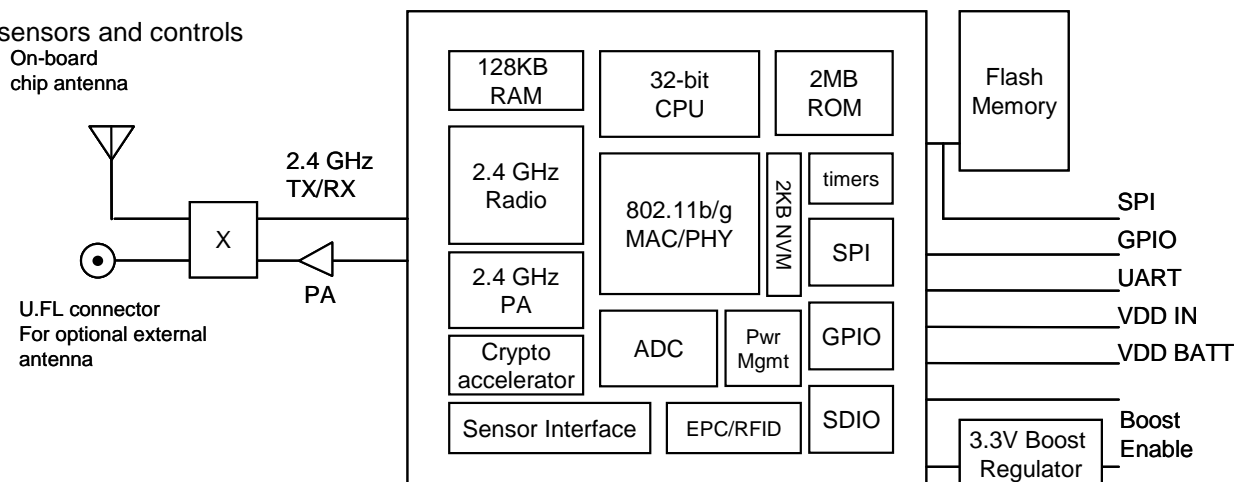 sensors and controls
On-board
chip antenna
2.4 GHz
TX/RX
X
PA
U.FL connector
For optional external
antenna
128KB
RAM
32-bit
CPU
2MB
ROM
2.4 GHz
Radio
802.11b/g
MAC/PHY
2KB NVM
timers
SPI
2.4 GHz
PA
ADC
Pwr
Mgmt
GPIO
Crypto
accelerator
Sensor Interface
EPC/RFID
SDIO
Flash
Memory
SPI
GPIO
UART
VDD IN
VDD BATT
Boost
Enable
3.3V Boost
Regulator